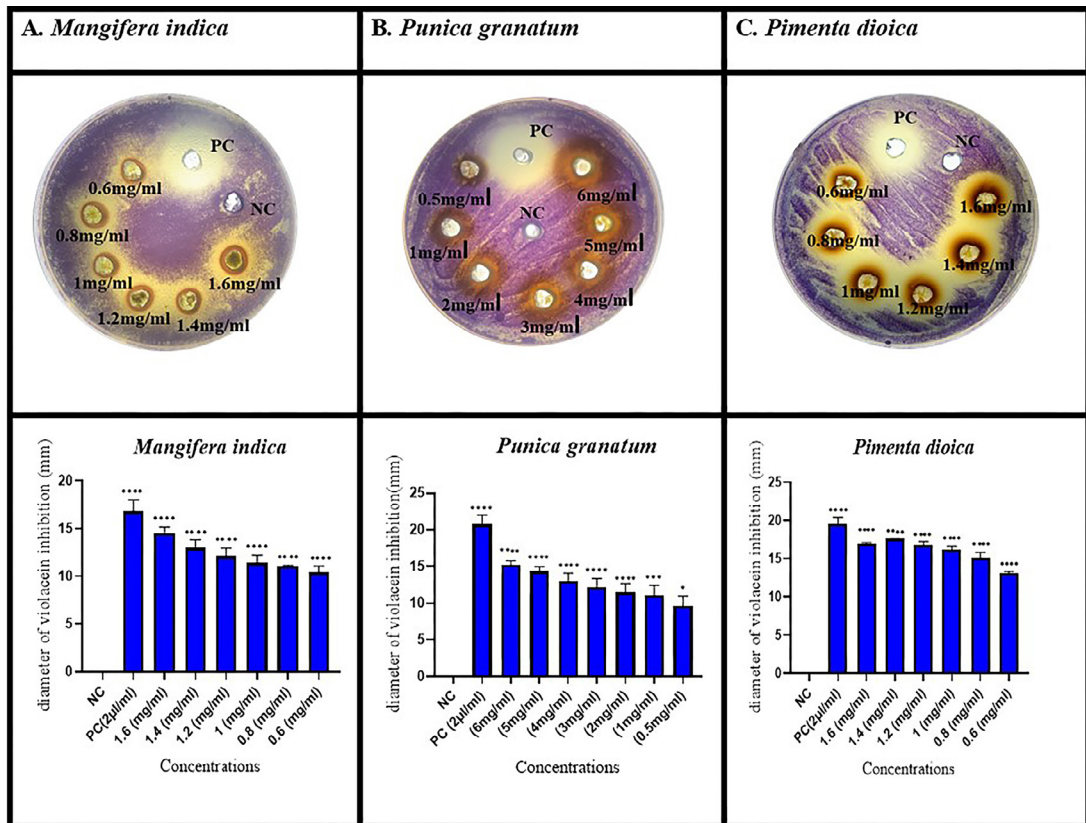 A. Mangifera indica
B. Punica granatum
C. Pimenta dioica
PC
0.6mg/ml
NC
0.8mg/ml
1mg/ml
1.6mg/ml
1.2mg/ml
1.4mg/ml
PC
0.5mg/ml
6mg/ml
NC
1mg/ml
5mg/ml
2mg/ml
4mg/ml
3mg/ml
PC
NC
0.6mg/ml
1.6mg/ml
0.8mg/ml
1.4mg/ml
1mg/ml
1.2mg/ml
Mangifera indica
diameter of violacein inhibition (mm)
20
15
10
5
0
****
****
****
****
****
****
****
NC
PC(2µl/ml)
1.6 (mg/ml)
1.4 (mg/ml)
1.2 (mg/ml)
1 (mg/ml)
0.8 (mg/ml)
0.6 (mg/ml)
Concentrations
Punica granatum
diameter of violacein inhibition(mm)
25
20
15
10
5
0
****
****
****
****
****
****
***
*
NC
PC (2µl/ml)
(6mg/ml)
(5mg/ml)
(4mg/ml)
(3mg/ml)
(2mg/ml)
(1mg/ml)
(0.5mg/ml)
Concentrations
Pimenta dioica
diameter of violacein inhibition (mm)
25
20
15
10
5
0
****
****
****
****
****
****
****
NC
PC(2µl/ml)
1.6 (mg/ml)
1.4 (mg/ml)
1.2 (mg/ml)
1 (mg/ml)
0.8 (mg/ml)
0.6 (mg/ml)
Concentrations